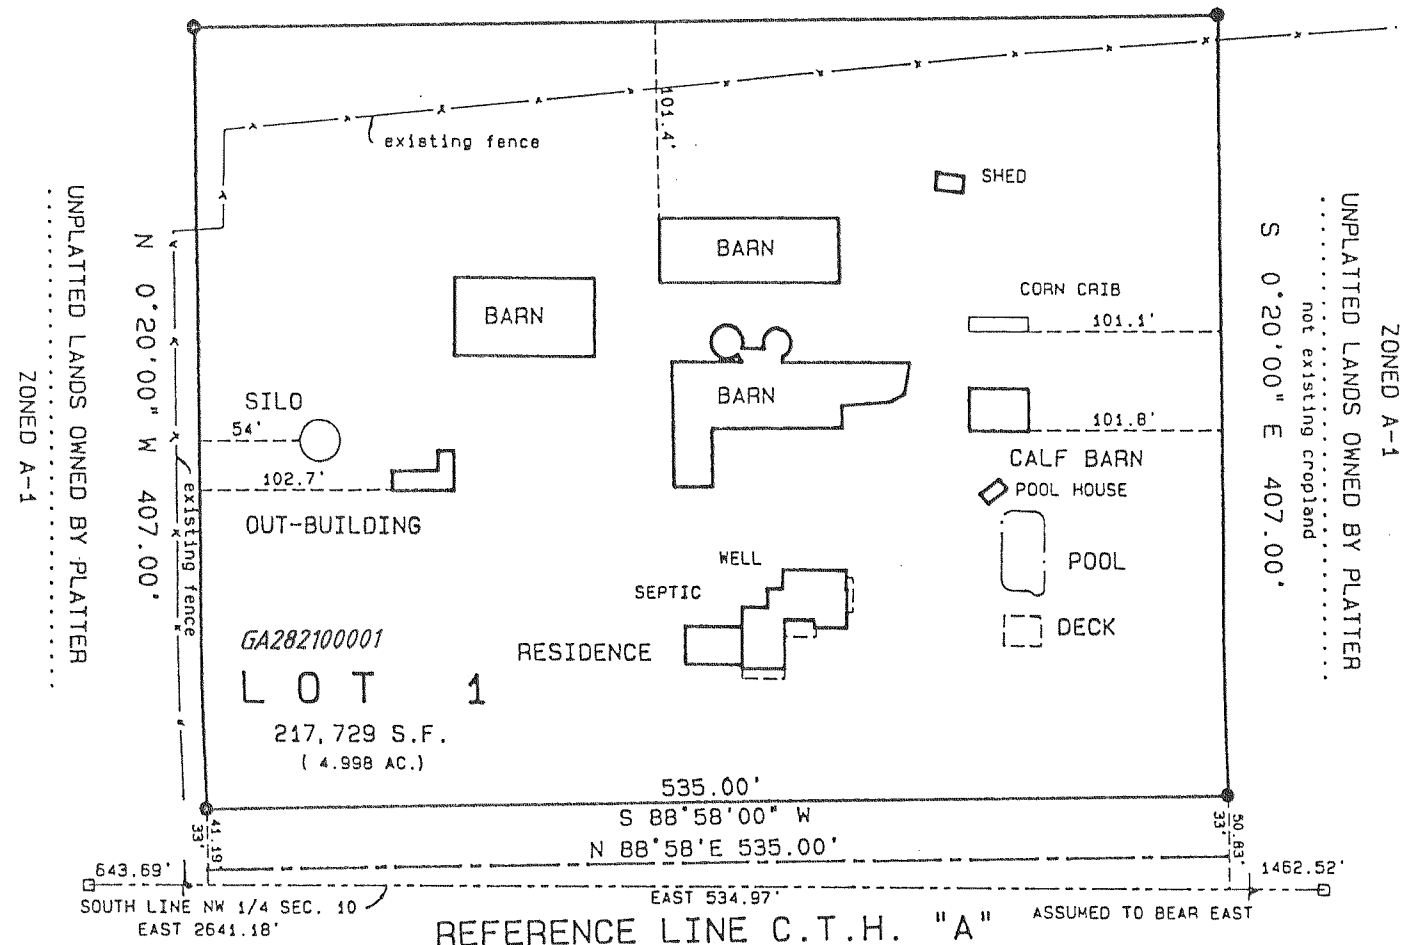 101.4'
existing fence
SHED
BARN
BARN
CORN CRIB
101.1'
BARN
SILO
54'
101.8'
CALF BARN
102.7'
POOL HOUSE
OUT-BUILDING
WELL
POOL
SEPTIC
DECK
RESIDENCE
GA282100001
LOT 1
217,729 S.F.
( 4.998 AC.)
N 0°20'00" W 407.00'
existing fence
UNPLATTED LANDS OWNED BY PLATTER
ZONED A-1
S 0°20'00" E 407.00'
not existing cropland
UNPLATTED LANDS OWNED BY PLATTER
ZONED A-1
535.00'
S 88°58'00" W
N 88°58'E 535.00'
41.19'
33'
50.83'
33'
643.69'
1462.52'
SOUTH LINE NW 1/4 SEC. 10
EAST 2641.18'
EAST 534.97'
ASSUMED TO BEAR EAST
REFERENCE LINE C.T.H. "A"